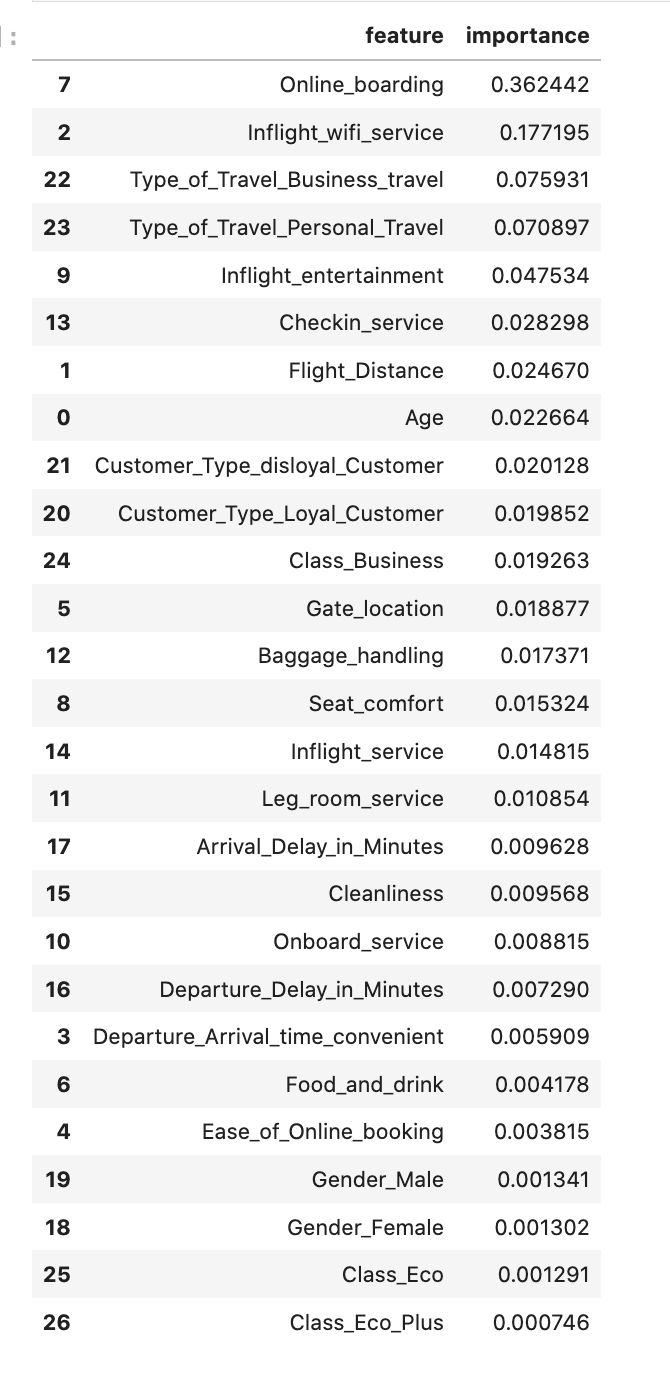 feature importance
7 Online_boarding 0.362442
2 Inflight_wifi_service 0.177195
22 Type_of_Travel_Business_travel 0.075931
23 Type_of_Travel_Personal_Travel 0.070897
9 Inflight_entertainment 0.047534
13 Checkin_service 0.028298
1 Flight_Distance 0.024670
0 Age 0.022664
21 Customer_Type_disloyal_Customer 0.020128
20 Customer_Type_Loyal_Customer 0.019852
24 Class_Business 0.019263
5 Gate_location 0.018877
12 Baggage_handling 0.017371
8 Seat_comfort 0.015324
14 Inflight_service 0.014815
11 Leg_room_service 0.010854
17 Arrival_Delay_in_Minutes 0.009628
15 Cleanliness 0.009568
10 Onboard_service 0.008815
16 Departure_Delay_in_Minutes 0.007290
3 Departure_Arrival_time_convenient 0.005909
6 Food_and_drink 0.004178
4 Ease_of_Online_booking 0.003815
19 Gender_Male 0.001341
18 Gender_Female 0.001302
25 Class_Eco 0.001291
26 Class_Eco_Plus 0.000746